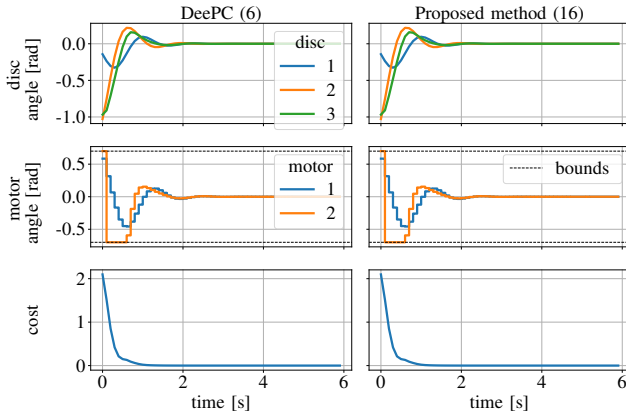 DeePC (6)
Proposed method (16)
disc
angle [rad]
0.0
-0.5
-1.0
disc
1
2
3
motor
angle [rad]
0.5
0.0
-0.5
motor
1
2
bounds
cost
2
1
0
0 2 4 6
0 2 4 6
time [s]
time [s]